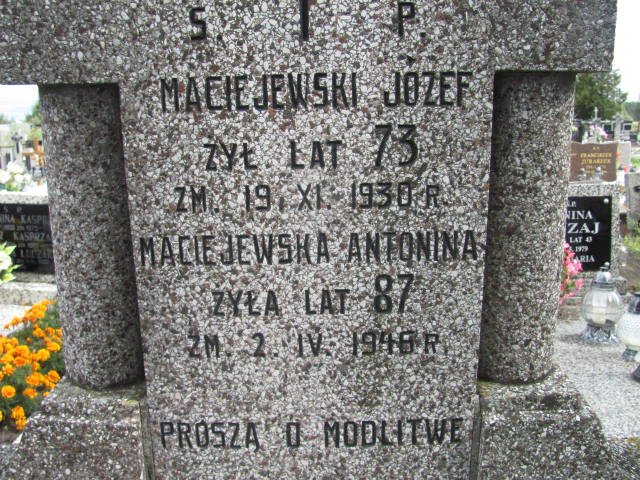 S. † P.
MACIEJEWSKI JÓZEF
ŻYŁ LAT 73
ZM. 19. XI. 1930 R.
MACIEJEWSKA ANTONINA
ŻYŁA LAT 87
ZM. 2. IV. 1946 R.
PROSZĄ O MODLITWĘ
FRANCISZEK